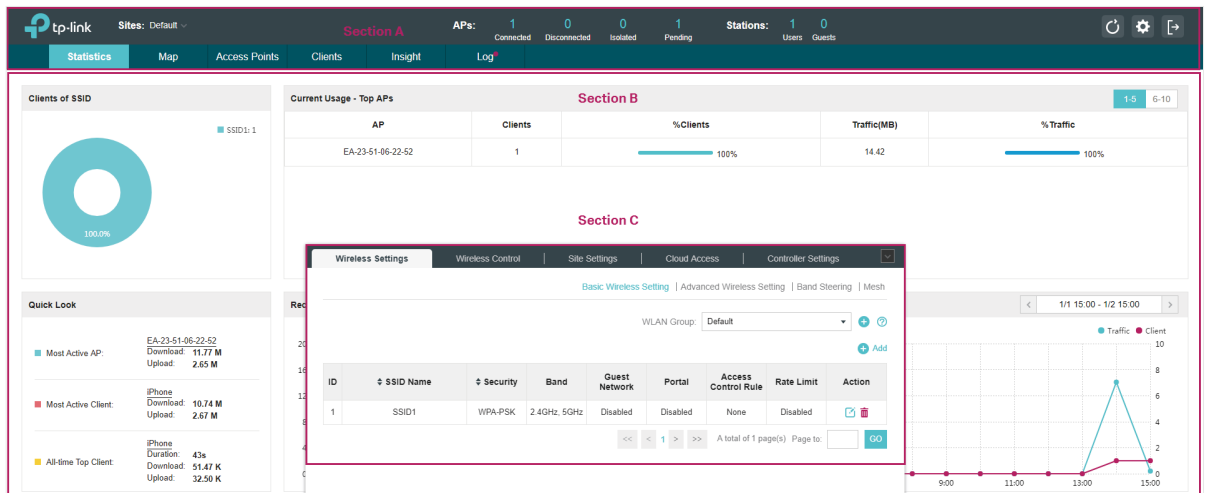 tp-link Sites: Default APs: 1 0 0 1 Stations: 1 0
Section A
Connected Disconnected Isolated Pending Users Guests
Statistics Map Access Points Clients Insight Log
Clients of SSID
SSID1: 1
100.0%
Current Usage - Top APs
Section B
1-5 6-10
AP Clients %Clients Traffic(MB) %Traffic
EA-23-51-06-22-52 1 100% 14.42 100%
Section C
Wireless Settings Wireless Control | Site Settings | Cloud Access | Controller Settings
Basic Wireless Setting | Advanced Wireless Setting | Band Steering | Mesh
WLAN Group: Default
Add
ID SSID Name Security Band Guest Network Portal Access Control Rule Rate Limit Action
1 SSID1 WPA-PSK 2.4GHz, 5GHz Disabled Disabled None Disabled
<< < 1 > >> A total of 1 page(s) Page to: GO
Quick Look
Most Active AP:
EA-23-51-06-22-52
Download: 11.77 M
Upload: 2.65 M
Most Active Client:
iPhone
Download: 10.74 M
Upload: 2.67 M
All-time Top Client:
iPhone
Duration: 43s
Download: 51.47 K
Upload: 32.50 K
< 1/1 15:00 - 1/2 15:00 >
Traffic Client
10
8
6
4
2
0
9:00 11:00 13:00 15:00